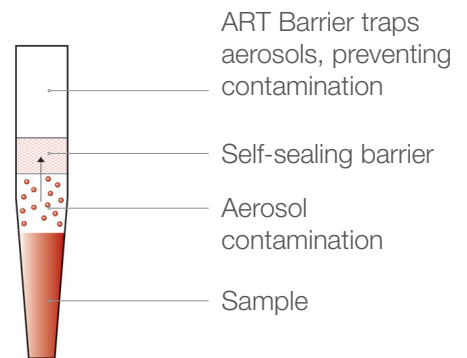 ART Barrier traps
aerosols, preventing
contamination
Self-sealing barrier
Aerosol
contamination
Sample